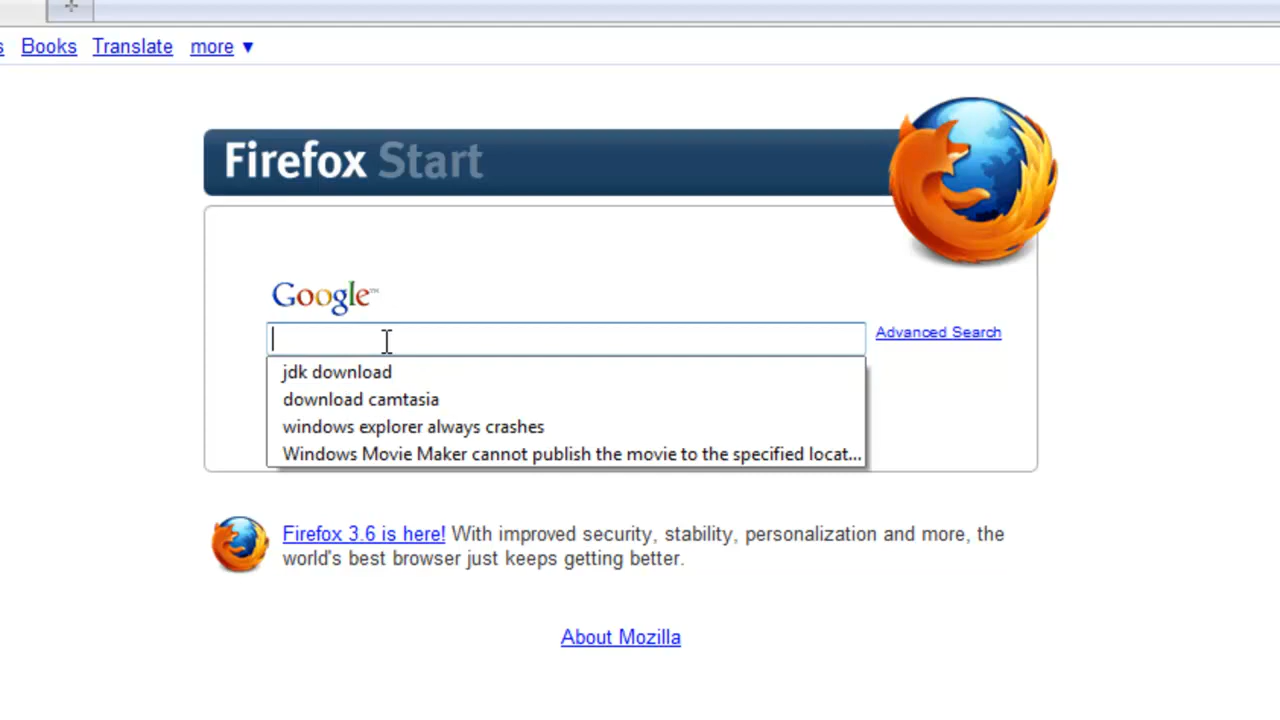 s Books Translate more ▼
Firefox Start
Google™
Advanced Search
jdk download
download camtasia
windows explorer always crashes
Windows Movie Maker cannot publish the movie to the specified locat...
Firefox 3.6 is here! With improved security, stability, personalization and more, the
world's best browser just keeps getting better.
About Mozilla